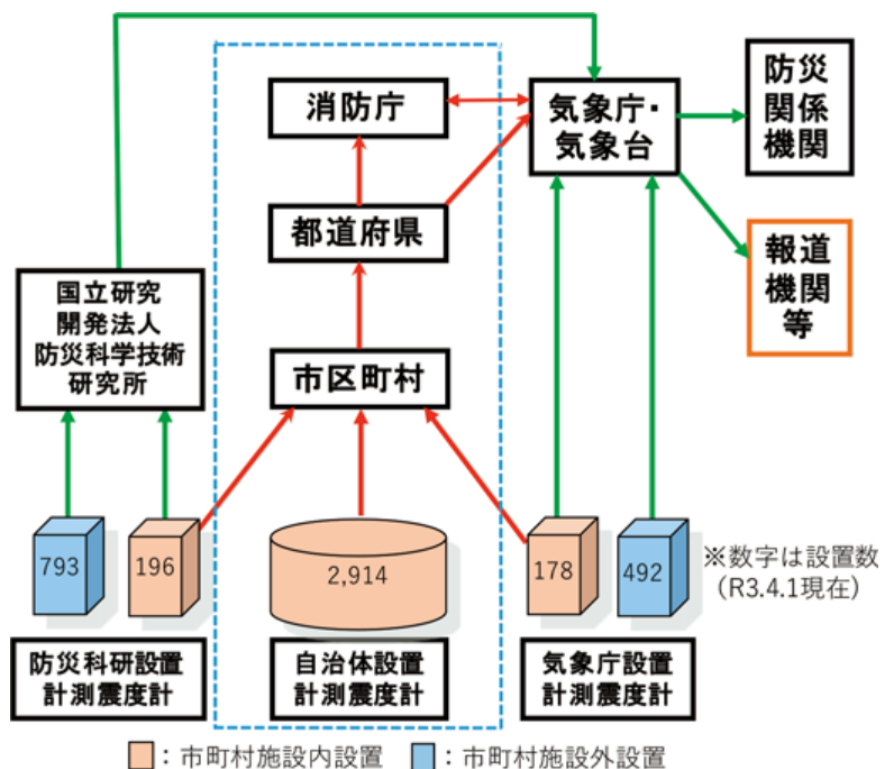 消防庁
気象庁・
気象台
防災
関係
機関
都道府県
報道
機関
等
国立研究
開発法人
防災科学技術
研究所
市区町村
793
196
2,914
178
492
※数字は設置数
（R3.4.1現在）
防災科研設置
計測震度計
自治体設置
計測震度計
気象庁設置
計測震度計
：市町村施設内設置
：市町村施設外設置